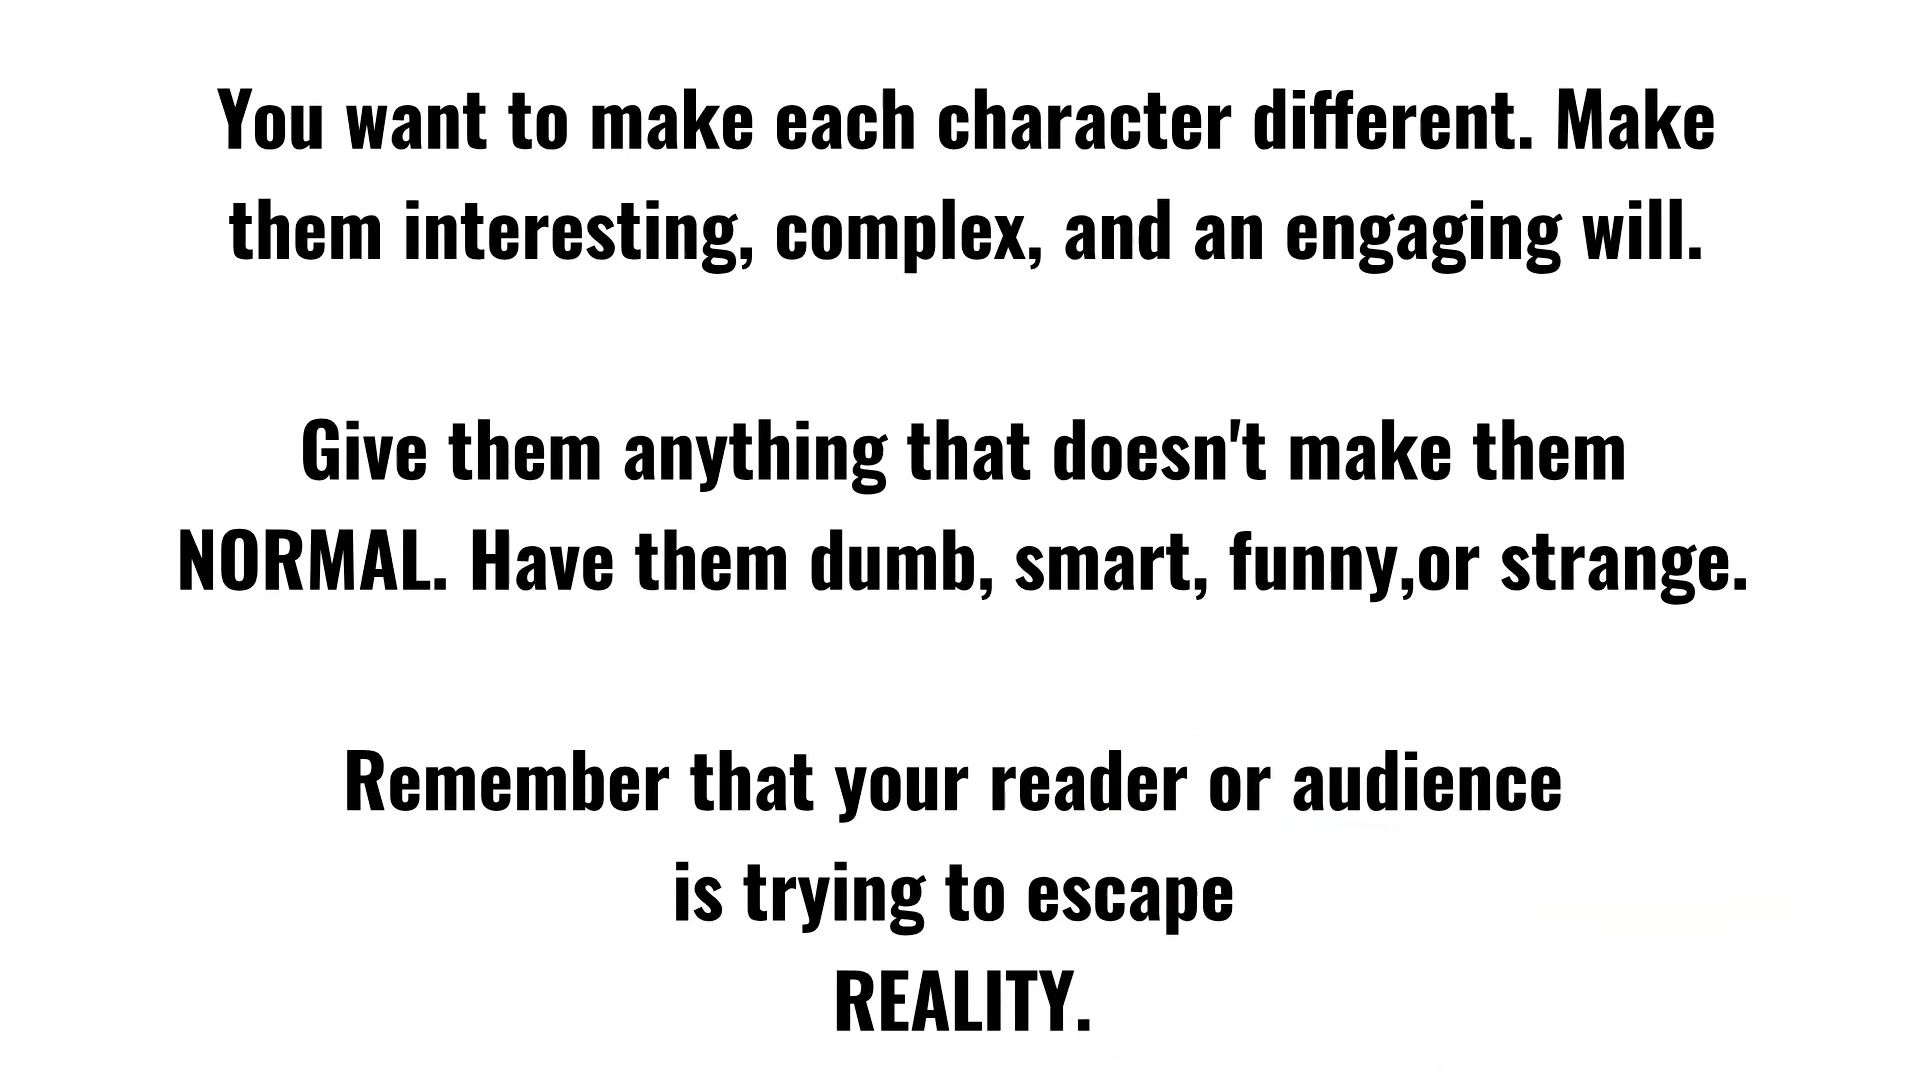 You want to make each character different. Make
them interesting, complex, and an engaging will.
Give them anything that doesn't make them
NORMAL. Have them dumb, smart, funny,or strange.
Remember that your reader or audience
is trying to escape
REALITY.